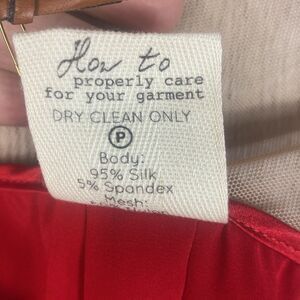 How to
properly care
for your garment
DRY CLEAN ONLY
P
Body:
95% Silk
5% Spandex
Mesh: